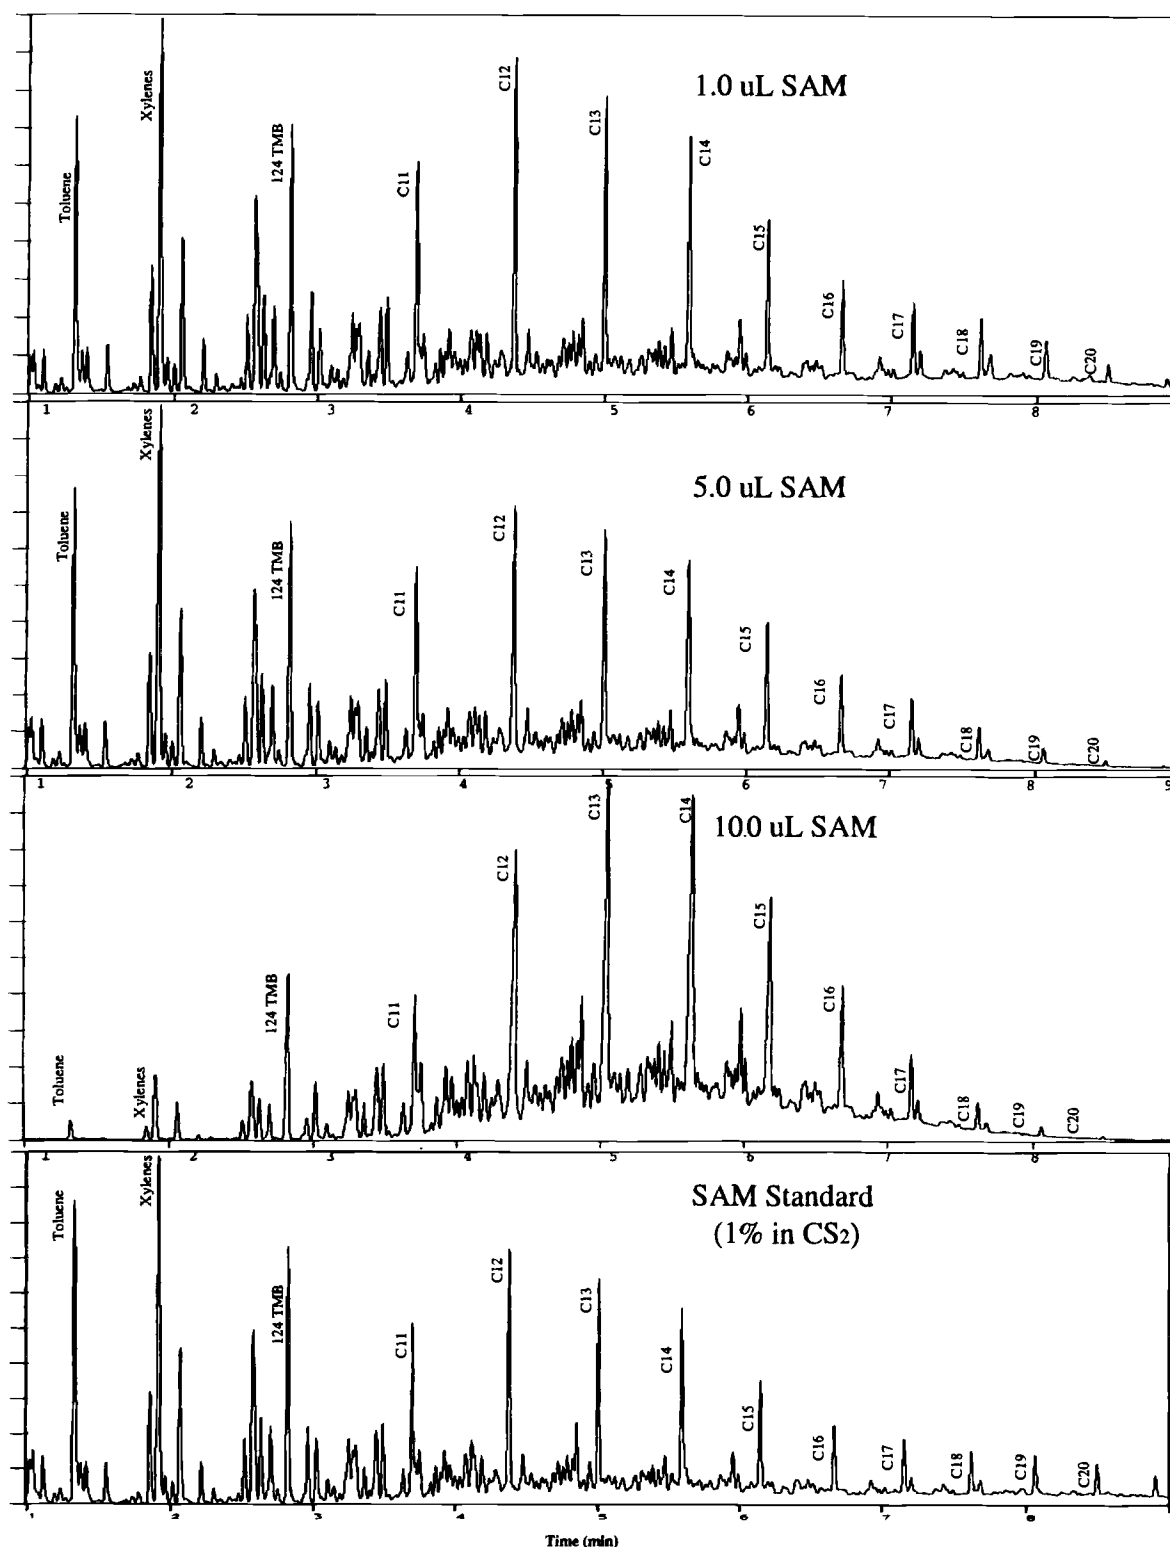 Toluene
Xylenes
124 TMB
C11
C12
C13
C14
C15
C16
C17
C18
C19
C20
1.0 uL SAM
1 2 3 4 5 6 7 8
Toluene
Xylenes
124 TMB
C11
C12
C13
C14
C15
C16
C17
C18
C19
C20
5.0 uL SAM
1 2 3 4 5 6 7 8 9
Toluene
Xylenes
124 TMB
C11
C12
C13
C14
C15
C16
C17
C18
C19
C20
10.0 uL SAM
1 2 3 4 5 6 7 8
Toluene
Xylenes
124 TMB
C11
C12
C13
C14
C15
C16
C17
C18
C19
C20
SAM Standard
(1% in CS2)
1 2 3 4 5 6 7 8
Time (min)